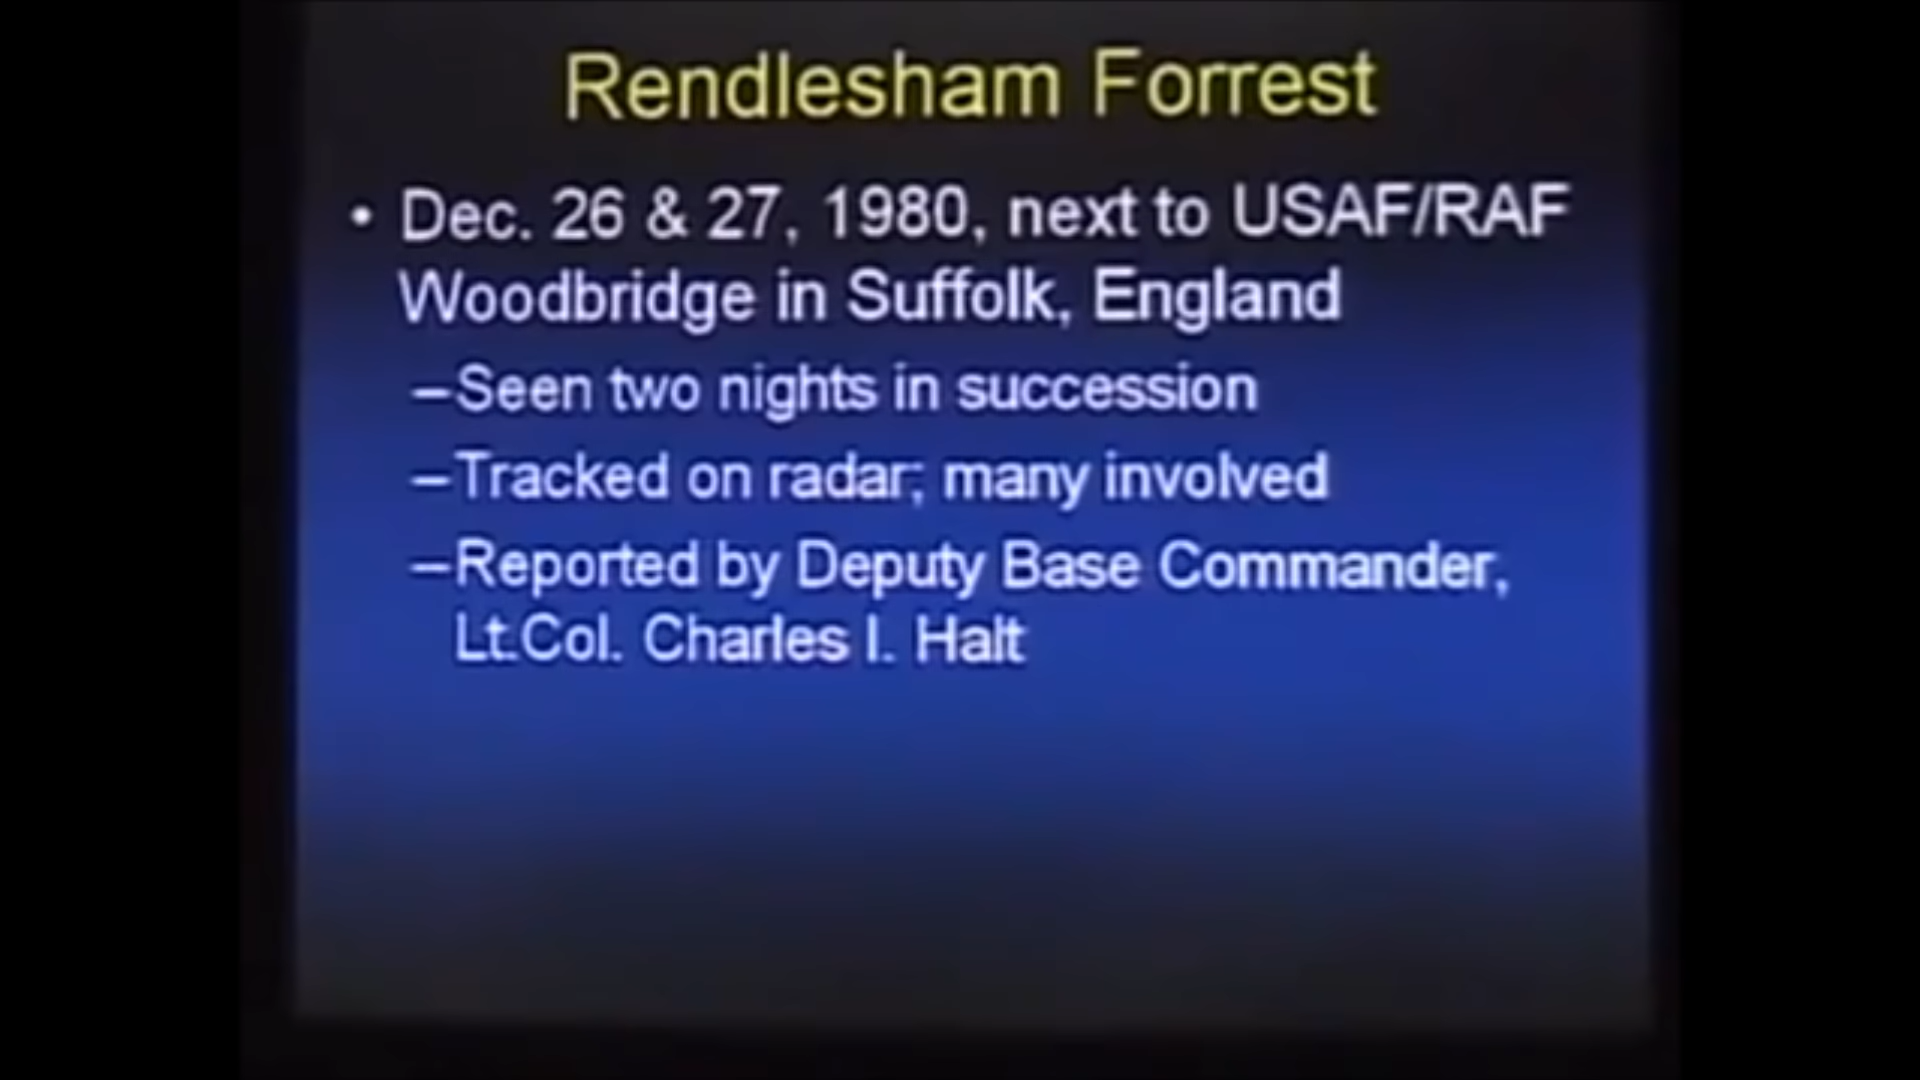 Rendlesham Forrest
• Dec. 26 & 27, 1980, next to USAF/RAF
Woodbridge in Suffolk, England
–Seen two nights in succession
–Tracked on radar; many involved
–Reported by Deputy Base Commander,
Lt.Col. Charles I. Halt